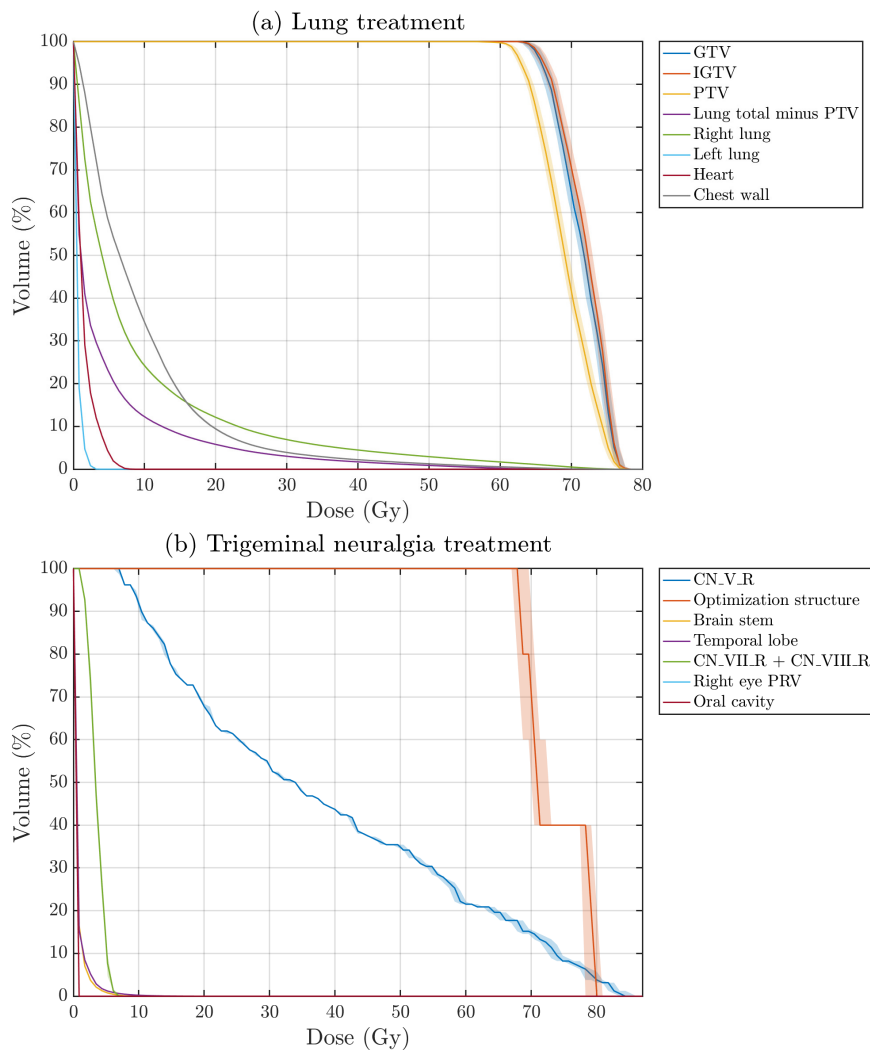 (a) Lung treatment
100
90
80
70
60
50
40
30
20
10
0
Volume (%)
0 10 20 30 40 50 60 70 80
Dose (Gy)
GTV
IGTV
PTV
Lung total minus PTV
Right lung
Left lung
Heart
Chest wall
(b) Trigeminal neuralgia treatment
100
90
80
70
60
50
40
30
20
10
0
Volume (%)
0 10 20 30 40 50 60 70 80
Dose (Gy)
CN_V_R
Optimization structure
Brain stem
Temporal lobe
CN_VII_R + CN_VIII_R
Right eye PRV
Oral cavity